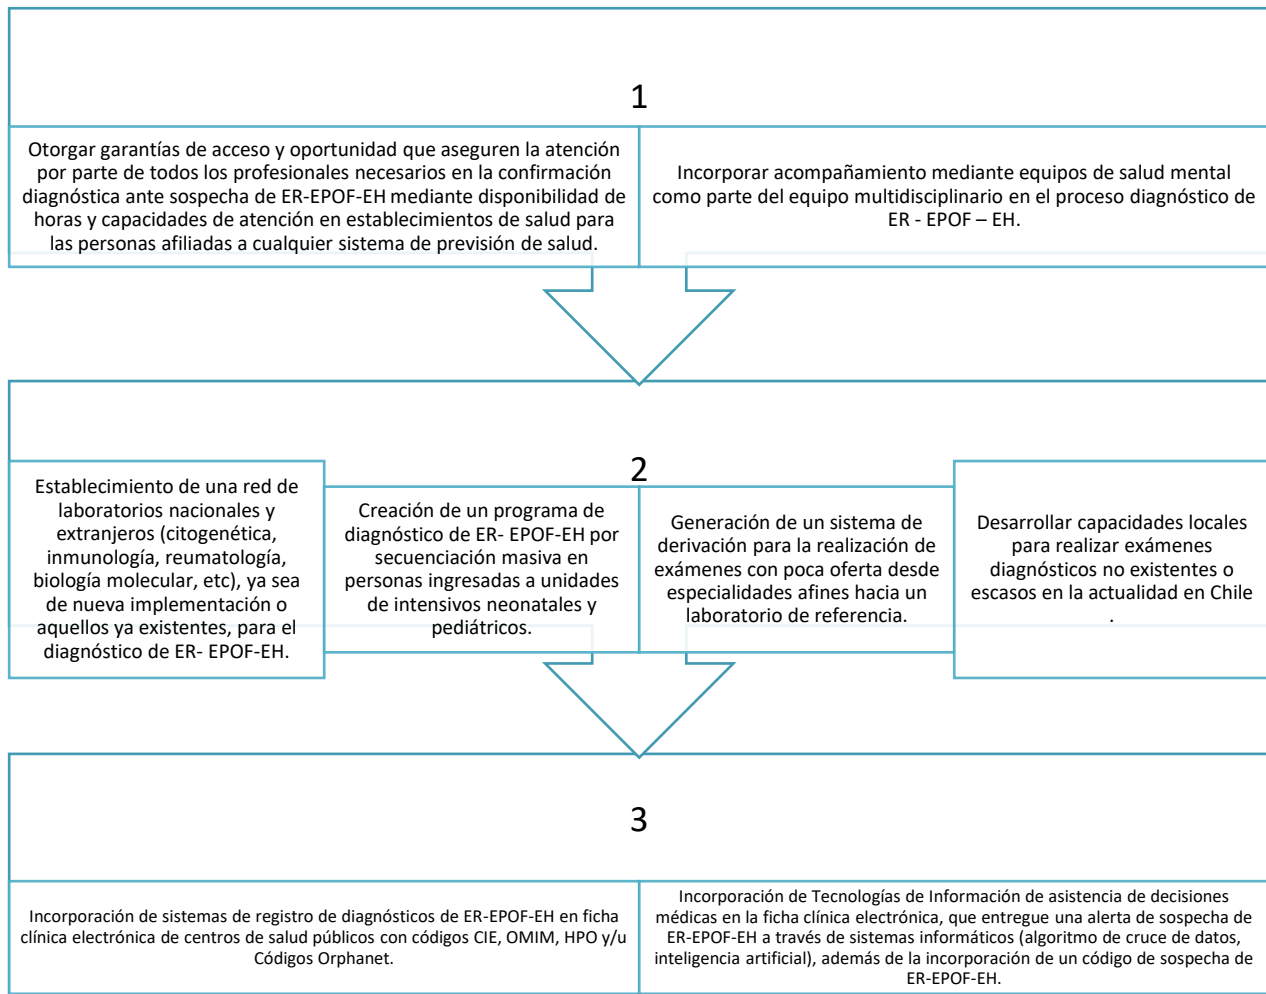 1
Otorgar garantías de acceso y oportunidad que aseguren la atención
por parte de todos los profesionales necesarios en la confirmación
diagnóstica ante sospecha de ER-EPOF-EH mediante disponibilidad de
horas y capacidades de atención en establecimientos de salud para
las personas afiliadas a cualquier sistema de previsión de salud.
Incorporar acompañamiento mediante equipos de salud mental
como parte del equipo multidisciplinario en el proceso diagnóstico de
ER - EPOF – EH.
2
Establecimiento de una red de
laboratorios nacionales y
extranjeros (citogenética,
inmunología, reumatología,
biología molecular, etc), ya sea
de nueva implementación o
aquellos ya existentes, para el
diagnóstico de ER- EPOF-EH.
Creación de un programa de
diagnóstico de ER- EPOF-EH por
secuenciación masiva en
personas ingresadas a unidades
de intensivos neonatales y
pediátricos.
Generación de un sistema de
derivación para la realización de
exámenes con poca oferta desde
especialidades afines hacia un
laboratorio de referencia.
Desarrollar capacidades locales
para realizar exámenes
diagnósticos no existentes o
escasos en la actualidad en Chile
.
3
Incorporación de sistemas de registro de diagnósticos de ER-EPOF-EH en ficha
clínica electrónica de centros de salud públicos con códigos CIE, OMIM, HPO y/u
Códigos Orphanet.
Incorporación de Tecnologías de Información de asistencia de decisiones
médicas en la ficha clínica electrónica, que entregue una alerta de sospecha de
ER-EPOF-EH a través de sistemas informáticos (algoritmo de cruce de datos,
inteligencia artificial), además de la incorporación de un código de sospecha de
ER-EPOF-EH.